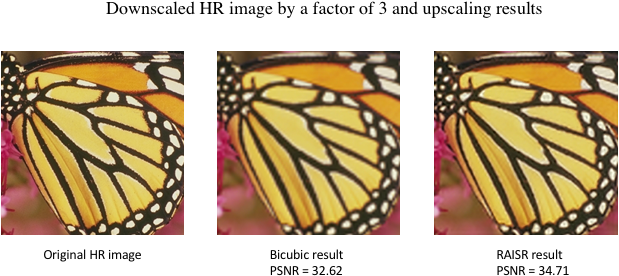 Downscaled HR image by a factor of 3 and upscaling results
Original HR image
Bicubic result
PSNR = 32.62
RAISR result
PSNR = 34.71